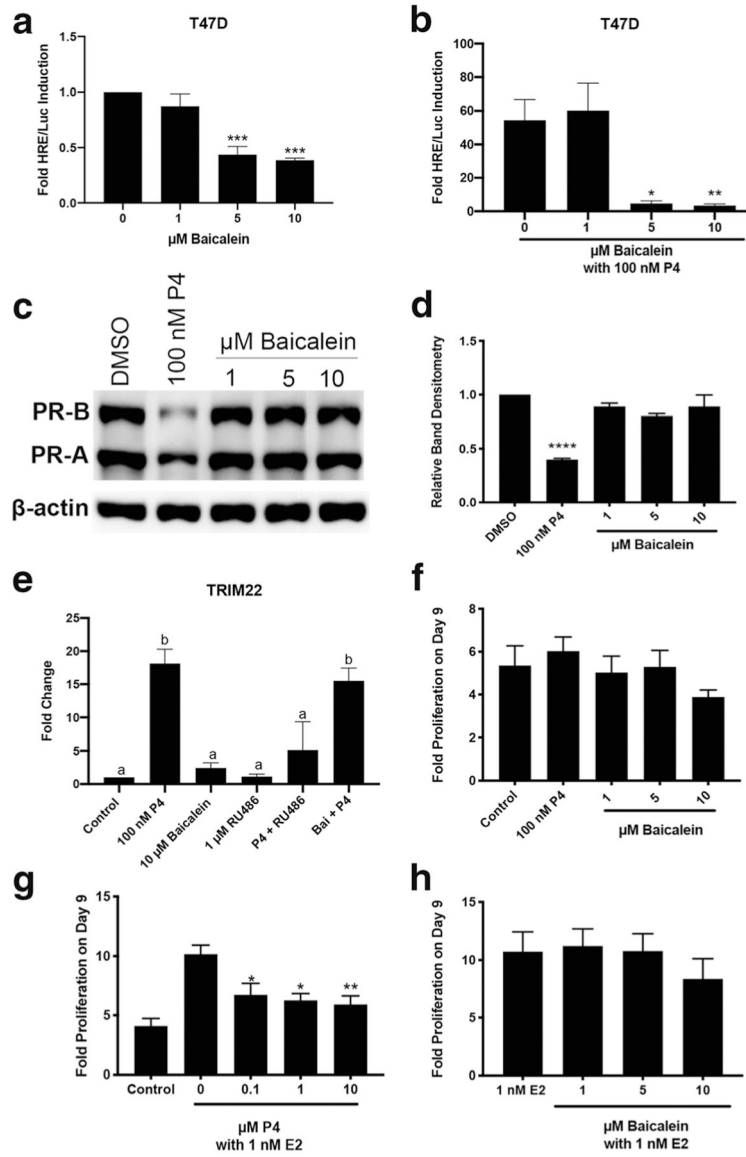 a
T47D
Fold HRE/Luc Induction
1.5
1.0
0.5
0.0
***
***
0 1 5 10
µM Baicalein
b
T47D
Fold HRE/Luc Induction
100
80
60
40
20
0
*
**
0 1 5 10
µM Baicalein
with 100 nM P4
c
DMSO
100 nM P4
µM Baicalein
1 5 10
PR-B
PR-A
β-actin
d
Relative Band Densitometry
1.5
1.0
0.5
0.0
****
DMSO
100 nM P4
1
5
10
µM Baicalein
e
TRIM22
Fold Change
25
20
15
10
5
0
a b a a a b
Control
100 nM P4
10 µM Baicalein
1 µM RU486
P4 + RU486
Bai + P4
f
Fold Proliferation on Day 9
8
6
4
2
0
Control
100 nM P4
1
5
10
µM Baicalein
g
Fold Proliferation on Day 9
15
10
5
0
*
*
**
Control 0 0.1 1 10
µM P4
with 1 nM E2
h
Fold Proliferation on Day 9
15
10
5
0
1 nM E2 1 5 10
µM Baicalein
with 1 nM E2